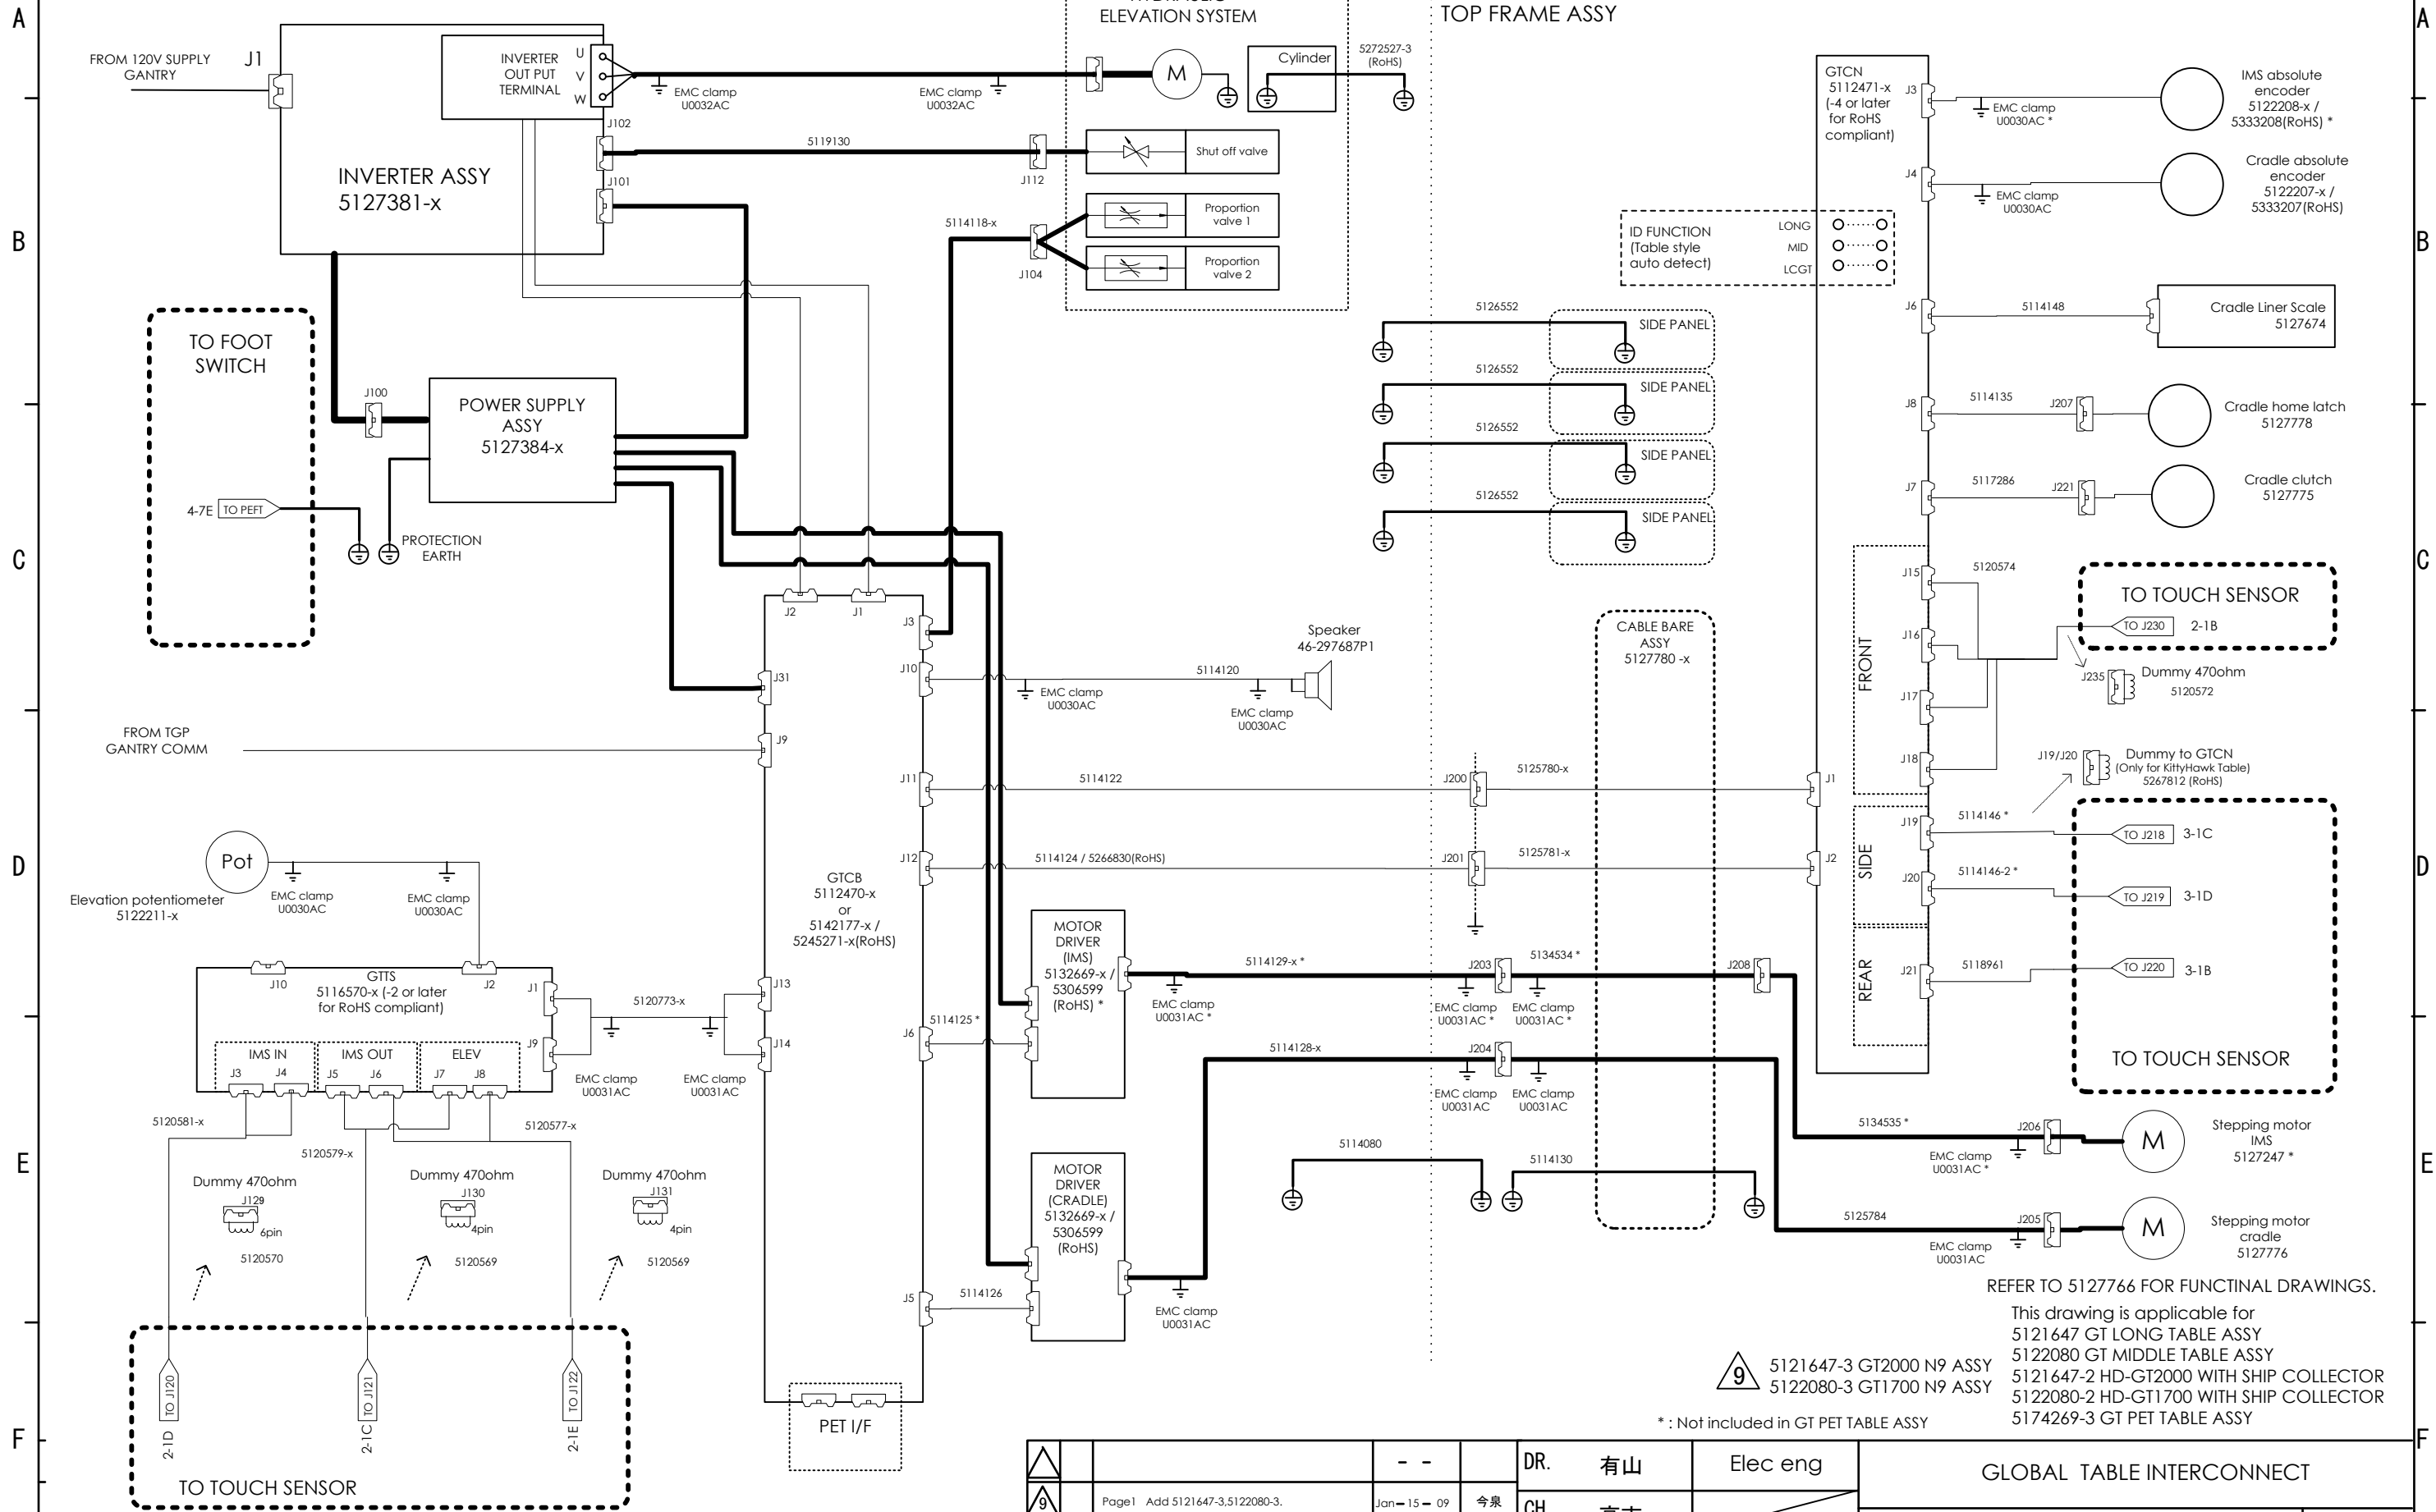 A
A
B
B
C
C
D
D
E
E
F
F
FROM 120V SUPPLY
GANTRY
J1
INVERTER
OUT PUT
TERMINAL
U
V
W
INVERTER ASSY
5127381-x
J102
J101
EMC clamp
U0032AC
EMC clamp
U0032AC
ELEVATION SYSTEM
M
Cylinder
5272527-3
(RoHS)
5119130
J112
Shut off valve
5114118-x
J104
Proportion
valve 1
Proportion
valve 2
TOP FRAME ASSY
GTCN
5112471-x
(-4 or later
for RoHS
compliant)
J3
EMC clamp
U0030AC *
IMS absolute
encoder
5122208-x /
5333208(RoHS) *
J4
EMC clamp
U0030AC
Cradle absolute
encoder
5122207-x /
5333207(RoHS)
ID FUNCTION
(Table style
auto detect)
LONG
MID
LCGT
J6
5114148
Cradle Liner Scale
5127674
J8
5114135
J207
Cradle home latch
5127778
J7
5117286
J221
Cradle clutch
5127775
5126552
SIDE PANEL
5126552
SIDE PANEL
5126552
SIDE PANEL
5126552
SIDE PANEL
TO FOOT
SWITCH
4-7E
TO PEFT
J100
POWER SUPPLY
ASSY
5127384-x
PROTECTION
EARTH
J2
J1
J3
J10
J31
5114120
EMC clamp
U0030AC
EMC clamp
U0030AC
Speaker
46-297687P1
CABLE BARE
ASSY
5127780 -x
FRONT
J15
J16
J17
J18
5120574
TO TOUCH SENSOR
TO J230
2-1B
J235
Dummy 470ohm
5120572
FROM TGP
GANTRY COMM
J9
J11
5114122
J200
5125780-x
J1
J19/J20
Dummy to GTCN
(Only for KittyHawk Table)
5267812 (RoHS)
J12
5114124 / 5266830(RoHS)
J201
5125781-x
J2
SIDE
J19
5114146 *
TO J218
3-1C
J20
5114146-2 *
TO J219
3-1D
REAR
J21
5118961
TO J220
3-1B
TO TOUCH SENSOR
Pot
Elevation potentiometer
5122211-x
EMC clamp
U0030AC
EMC clamp
U0030AC
GTCB
5112470-x
or
5142177-x /
5245271-x(RoHS)
GTTS
5116570-x (-2 or later
for RoHS compliant)
J10
J2
J1
J9
5120773-x
J13
J14
EMC clamp
U0031AC
EMC clamp
U0031AC
IMS IN
IMS OUT
ELEV
J3
J4
J5
J6
J7
J8
5120581-x
5120579-x
5120577-x
Dummy 470ohm
J129
6pin
5120570
Dummy 470ohm
J130
4pin
5120569
Dummy 470ohm
J131
4pin
5120569
TO J120
2-1D
TO J121
2-1C
TO J122
2-1E
TO TOUCH SENSOR
J6
5114125 *
MOTOR
DRIVER
(IMS)
5132669-x /
5306599
(RoHS) *
EMC clamp
U0031AC *
5114129-x *
J203
5134534 *
J208
EMC clamp
U0031AC *
EMC clamp
U0031AC *
5114128-x
J204
EMC clamp
U0031AC
EMC clamp
U0031AC
5114080
5114130
J5
5114126
MOTOR
DRIVER
(CRADLE)
5132669-x /
5306599
(RoHS)
EMC clamp
U0031AC
5134535 *
J206
EMC clamp
U0031AC *
M
Stepping motor
IMS
5127247 *
5125784
J205
EMC clamp
U0031AC
M
Stepping motor
cradle
5127776
PET I/F
REFER TO 5127766 FOR FUNCTINAL DRAWINGS.
This drawing is applicable for
5121647 GT LONG TABLE ASSY
5122080 GT MIDDLE TABLE ASSY
5121647-2 HD-GT2000 WITH SHIP COLLECTOR
5122080-2 HD-GT1700 WITH SHIP COLLECTOR
5174269-3 GT PET TABLE ASSY
9
5121647-3 GT2000 N9 ASSY
5122080-3 GT1700 N9 ASSY
* : Not included in GT PET TABLE ASSY
- -
DR.
有山
Elec eng
GLOBAL TABLE INTERCONNECT
9
Page1 Add 5121647-3,5122080-3.
Jan-15-09
今泉